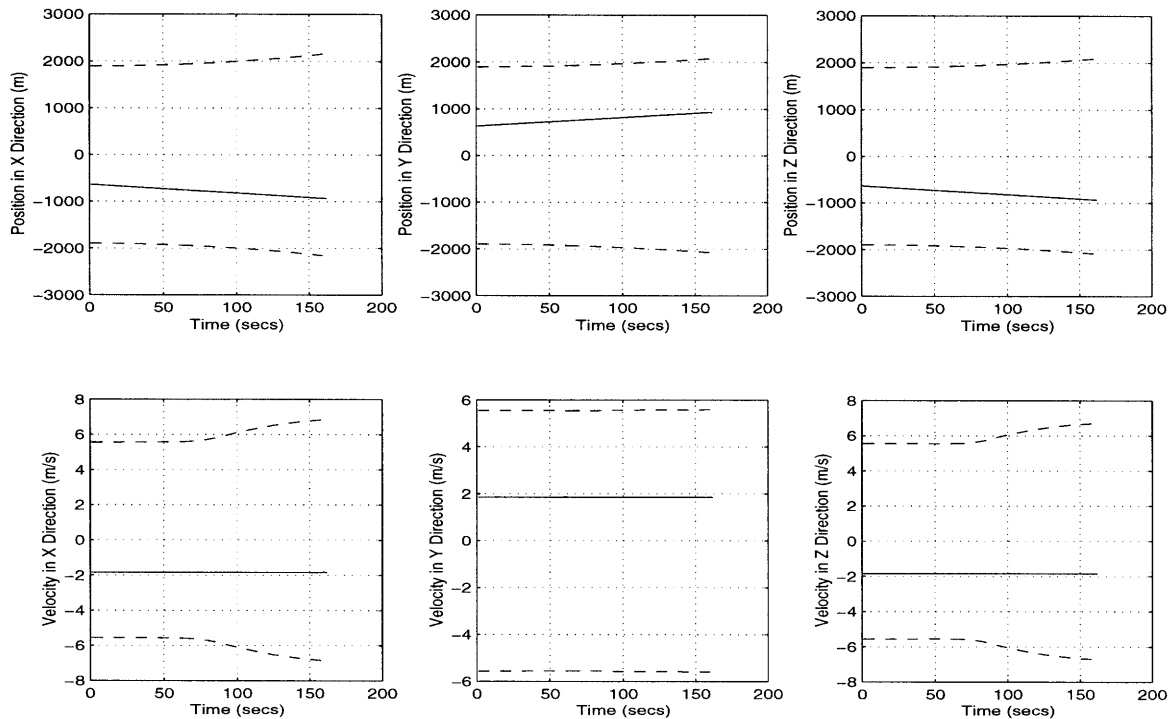 Position in X Direction (m)
3000
2000
1000
0
−1000
−2000
−3000
0 50 100 150 200
Time (secs)
Position in Y Direction (m)
3000
2000
1000
0
−1000
−2000
−3000
0 50 100 150 200
Time (secs)
Position in Z Direction (m)
3000
2000
1000
0
−1000
−2000
−3000
0 50 100 150 200
Time (secs)
Velocity in X Direction (m/s)
8
6
4
2
0
−2
−4
−6
−8
0 50 100 150 200
Time (secs)
Velocity in Y Direction (m/s)
6
4
2
0
−2
−4
−6
0 50 100 150 200
Time (secs)
Velocity in Z Direction (m/s)
8
6
4
2
0
−2
−4
−6
−8
0 50 100 150 200
Time (secs)